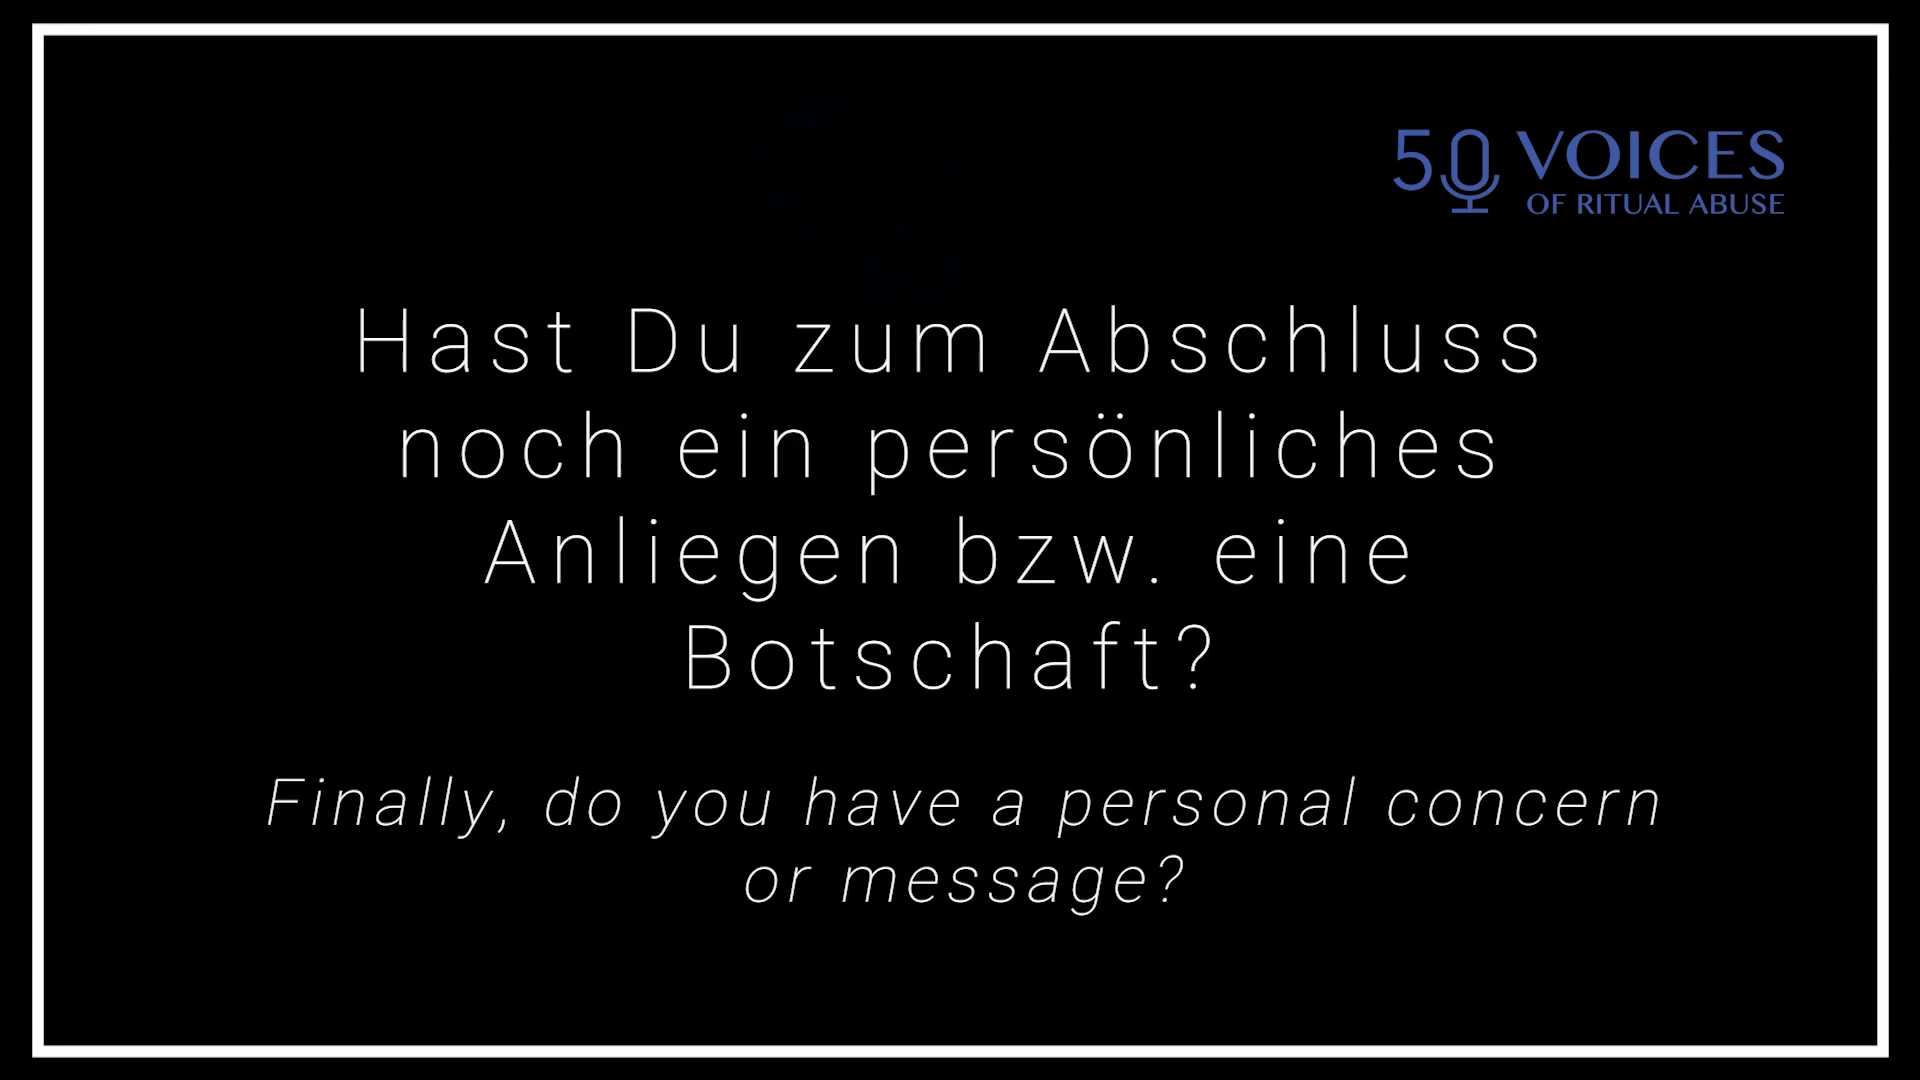 50 VOICES
OF RITUAL ABUSE
Hast Du zum Abschluss
noch ein persönliches
Anliegen bzw. eine
Botschaft?
Finally, do you have a personal concern
or message?